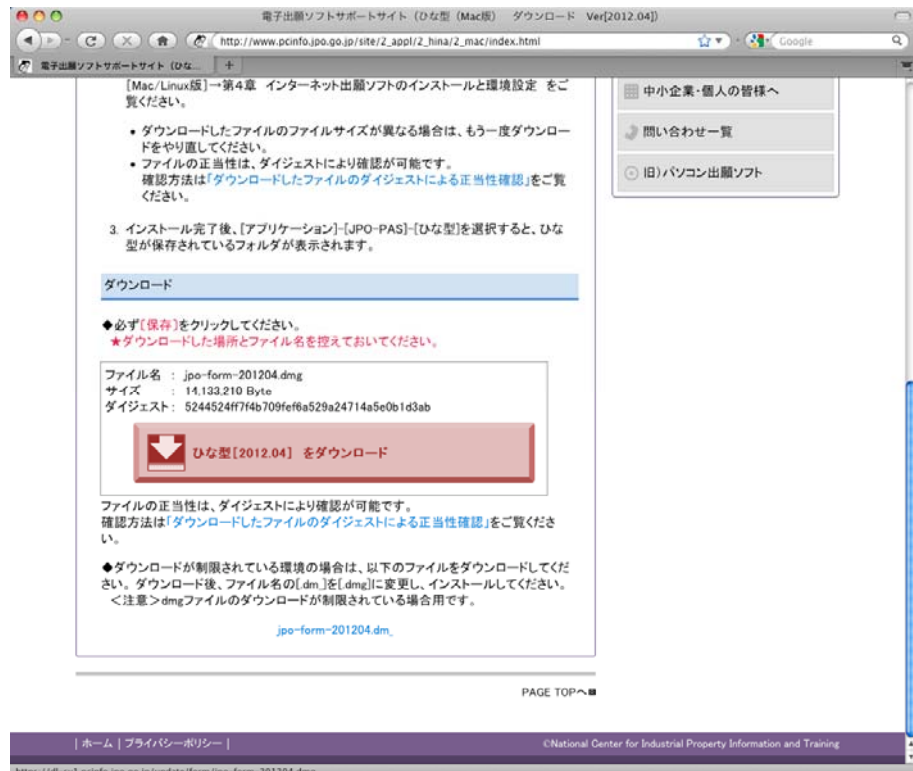 電子出願ソフトサポートサイト（ひな型（Mac版） ダウンロード Ver[2012.04]）
http://www.pcinfo.jpo.go.jp/site/2_appl/2_hina/2_mac/index.html
Google
電子出願ソフトサポートサイト（ひな...
[Mac/Linux版]→第4章 インターネット出願ソフトのインストールと環境設定 をご
覧ください。
• ダウンロードしたファイルのファイルサイズが異なる場合は、もう一度ダウンロー
ドをやり直してください。
• ファイルの正当性は、ダイジェストにより確認が可能です。
確認方法は「ダウンロードしたファイルのダイジェストによる正当性確認」をご覧
ください。
3. インストール完了後、[アプリケーション]-[JPO-PAS]-[ひな型]を選択すると、ひな
型が保存されているフォルダが表示されます。
ダウンロード
◆必ず[保存]をクリックしてください。
★ダウンロードした場所とファイル名を控えておいてください。
ファイル名 : jpo-form-201204.dmg
サイズ : 14,133,210 Byte
ダイジェスト : 5244524ff7f4b709fef6a529a24714a5e0b1d3ab
ひな型[2012.04] をダウンロード
ファイルの正当性は、ダイジェストにより確認が可能です。
確認方法は「ダウンロードしたファイルのダイジェストによる正当性確認」をご覧くださ
い。
◆ダウンロードが制限されている環境の場合は、以下のファイルをダウンロードしてくだ
さい。ダウンロード後、ファイル名の[.dm_]を[.dmg]に変更し、インストールしてください。
＜注意＞dmgファイルのダウンロードが制限されている場合用です。
jpo-form-201204.dm_
中小企業・個人の皆様へ
問い合わせ一覧
旧)パソコン出願ソフト
PAGE TOPへ
| ホーム | プライバシーポリシー |
©National Center for Industrial Property Information and Training